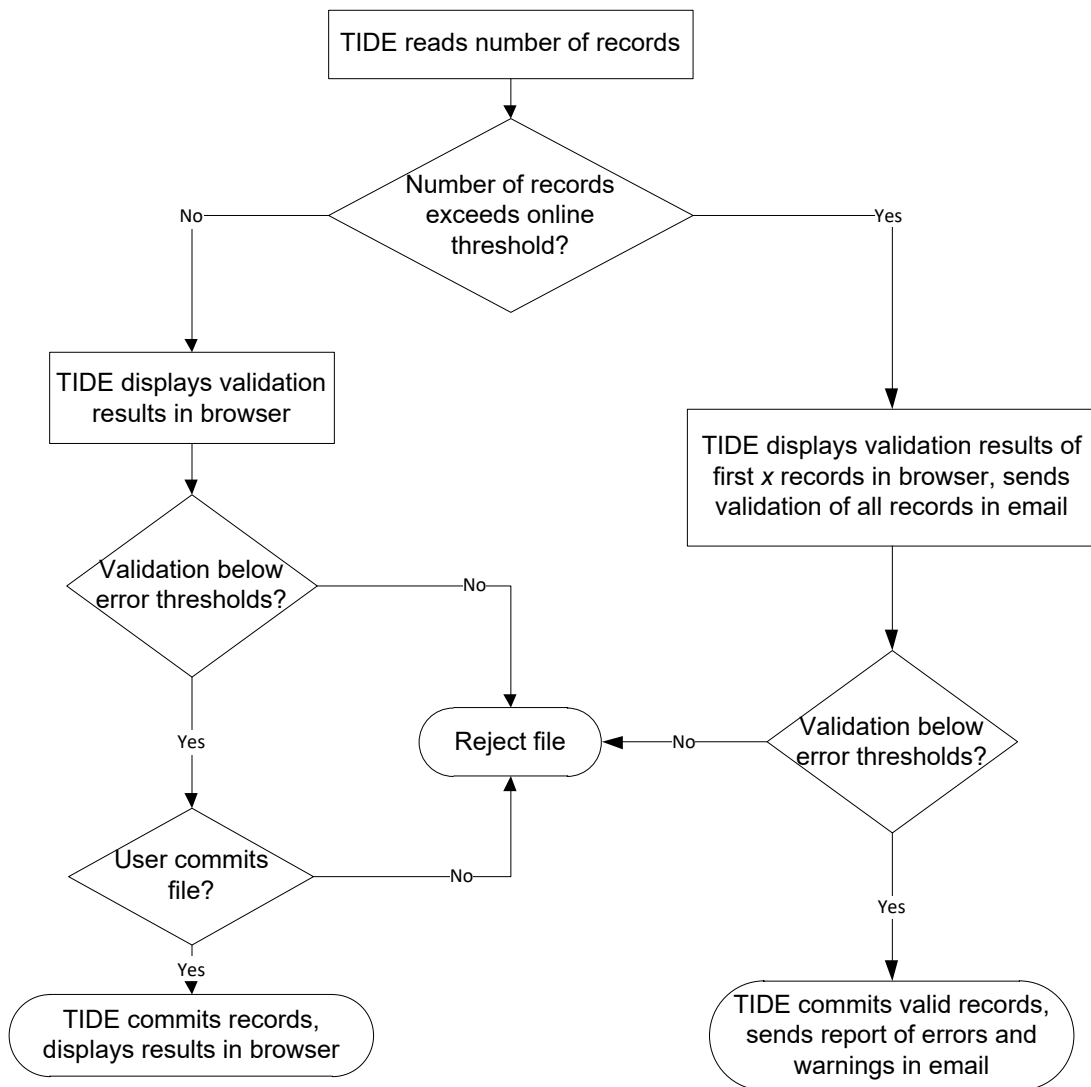 TIDE reads number of records
Number of records
exceeds online
threshold?
No
Yes
TIDE displays validation
results in browser
TIDE displays validation results of
first x records in browser, sends
validation of all records in email
Validation below
error thresholds?
No
Yes
Reject file
No
Validation below
error thresholds?
User commits
file?
No
Yes
Yes
TIDE commits records,
displays results in browser
TIDE commits valid records,
sends report of errors and
warnings in email